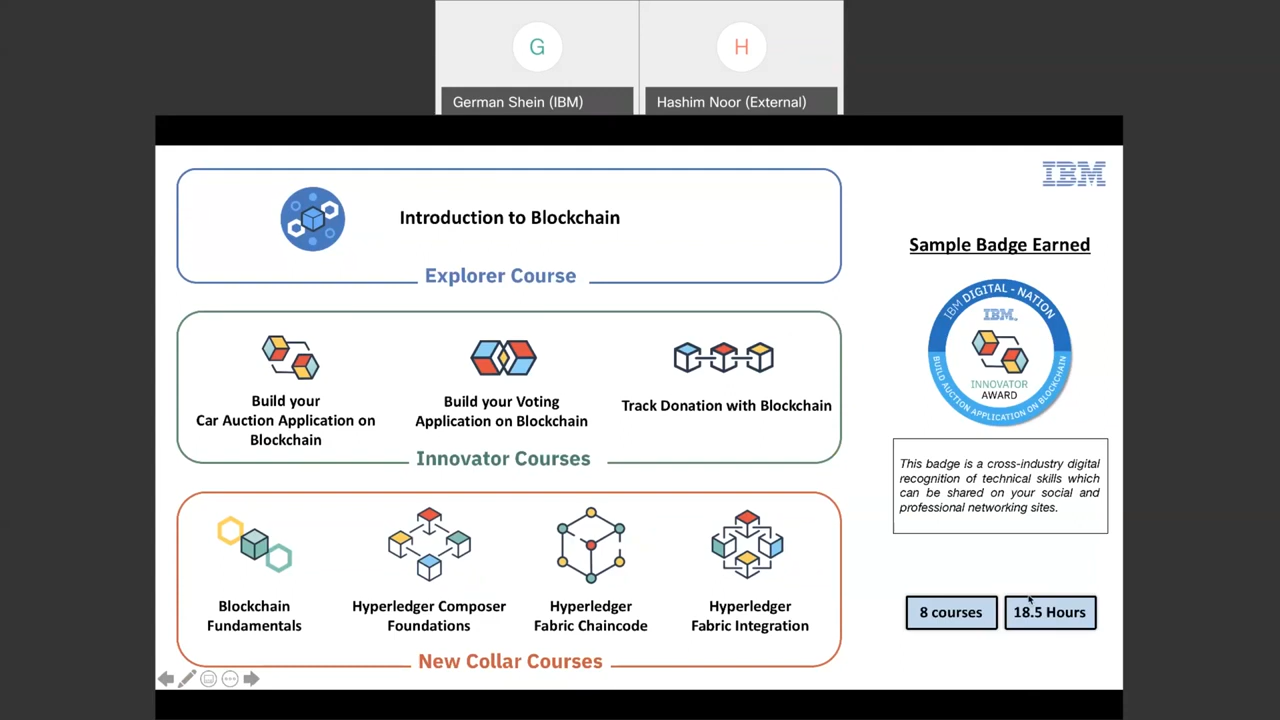 G
H
German Shein (IBM)
Hashim Noor (External)
IBM
Introduction to Blockchain
Explorer Course
Build your
Car Auction Application on
Blockchain
Build your Voting
Application on Blockchain
Track Donation with Blockchain
Innovator Courses
Blockchain
Fundamentals
Hyperledger Composer
Foundations
Hyperledger
Fabric Chaincode
Hyperledger
Fabric Integration
New Collar Courses
Sample Badge Earned
IBM DIGITAL - NATION
IBM
INNOVATOR
AWARD
BUILD AUCTION APPLICATION ON BLOCKCHAIN
This badge is a cross-industry digital
recognition of technical skills which
can be shared on your social and
professional networking sites.
8 courses
18.5 Hours